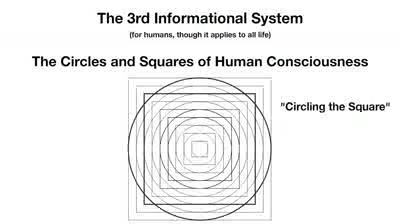 The 3rd Informational System
(for humans, though it applies to all life)
The Circles and Squares of Human Consciousness
"Circling the Square"